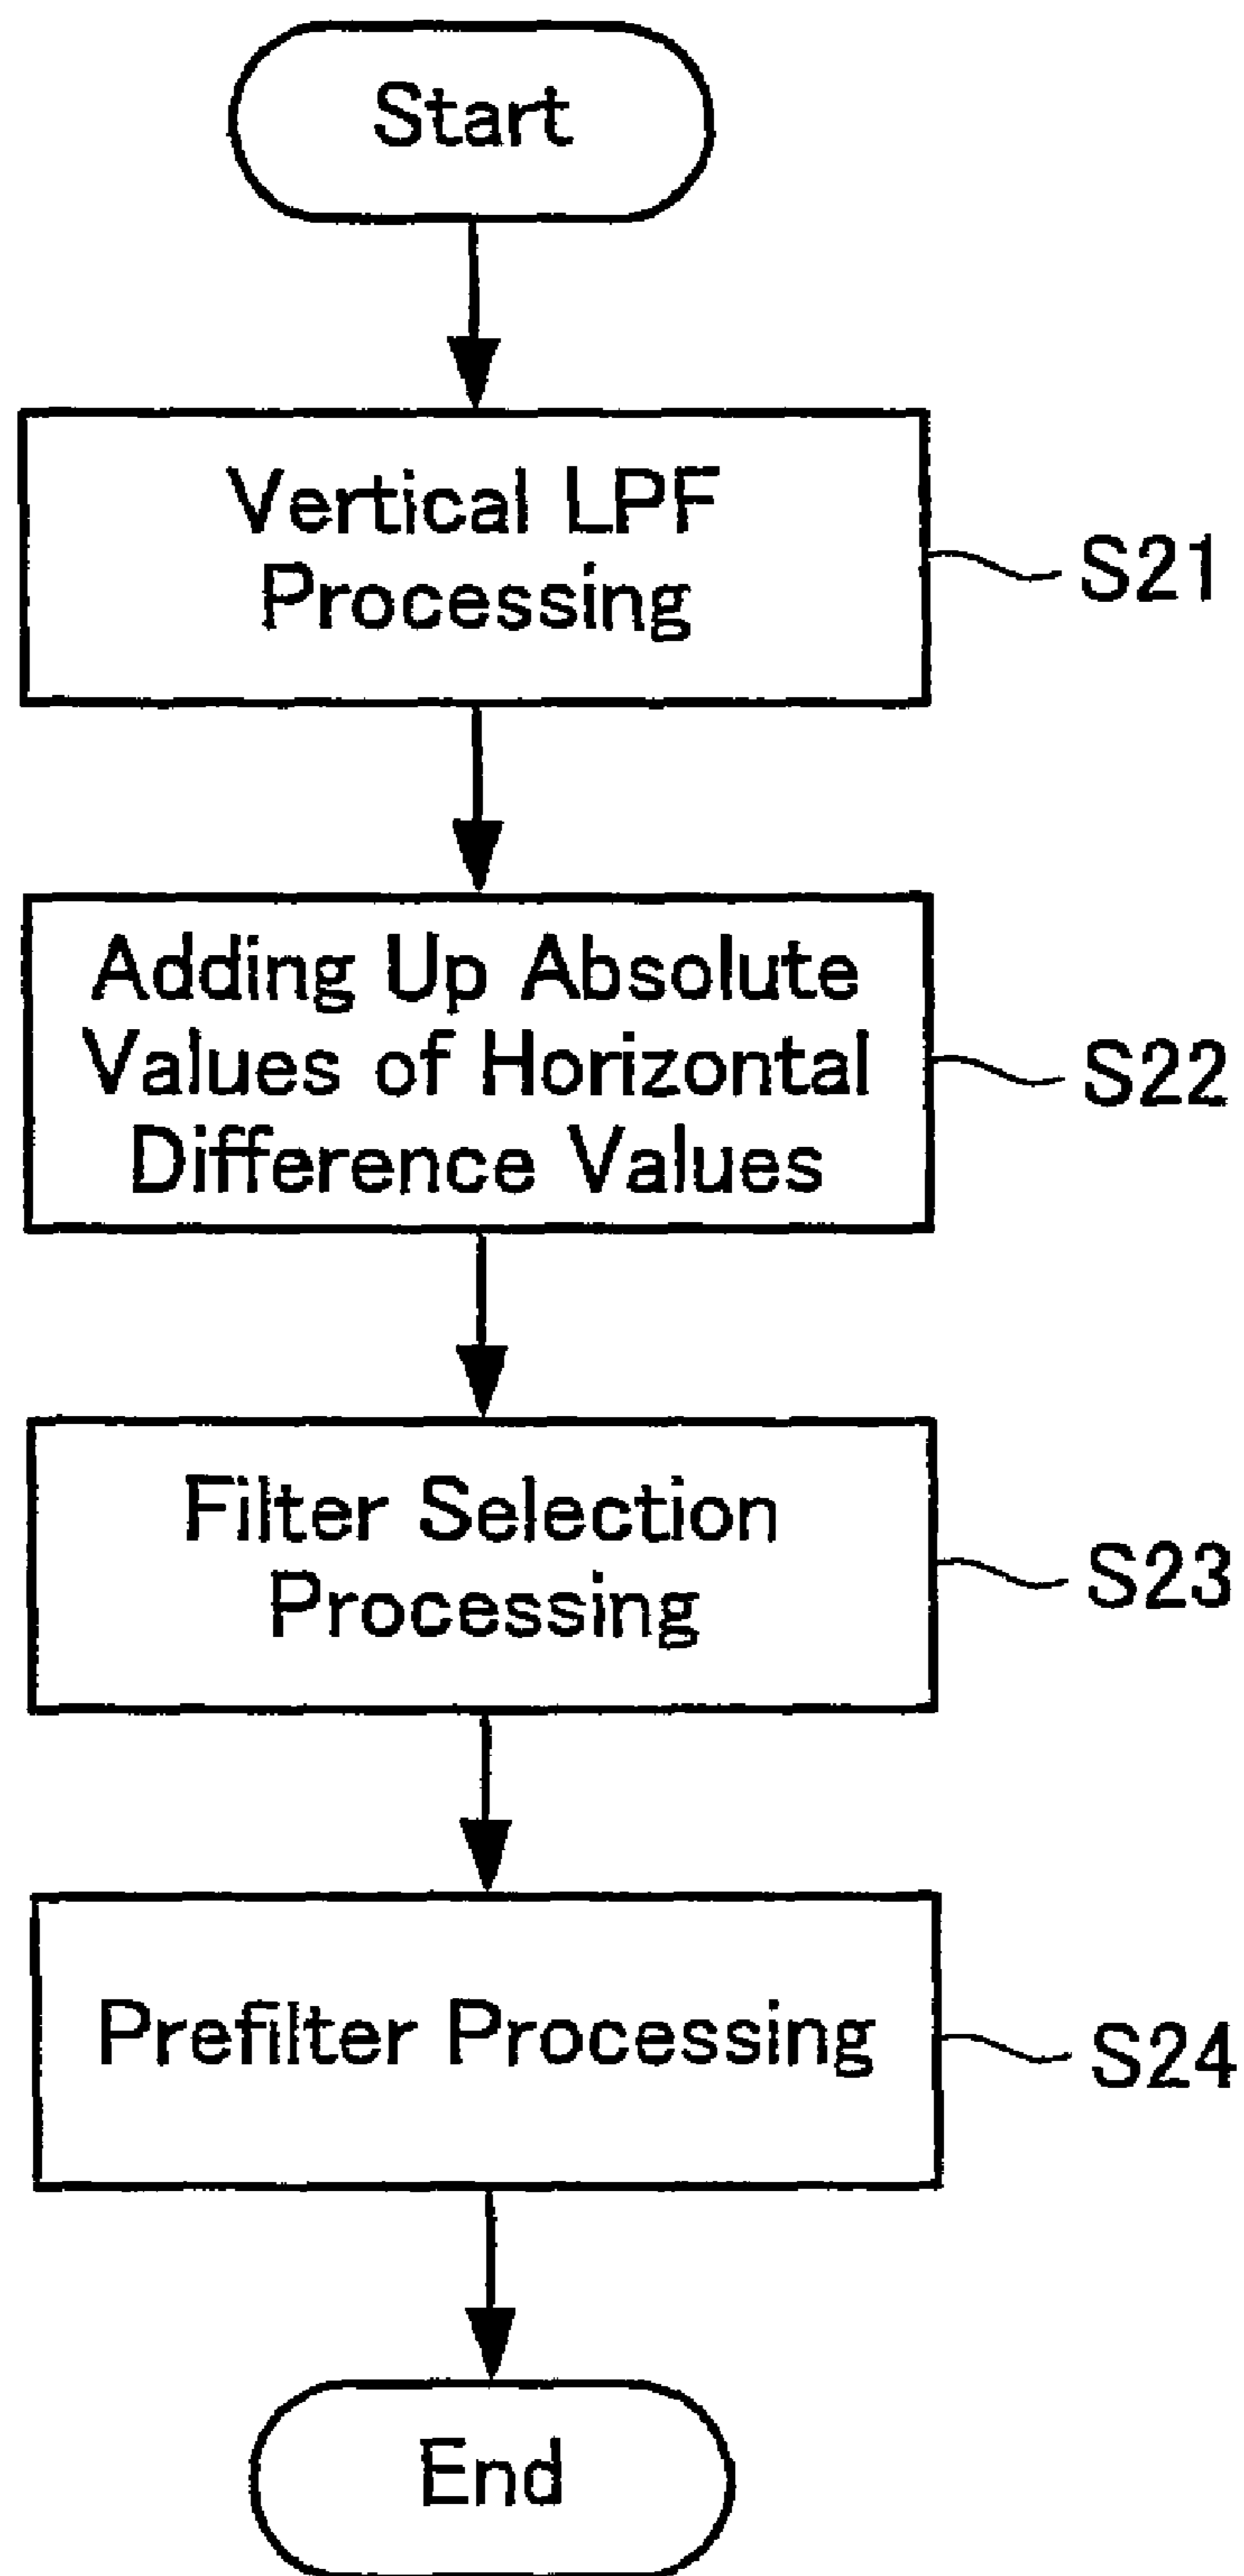 Start
Vertical LPF
Processing
S21
Adding Up Absolute
Values of Horizontal
Difference Values
S22
Filter Selection
Processing
S23
Prefilter Processing
S24
End